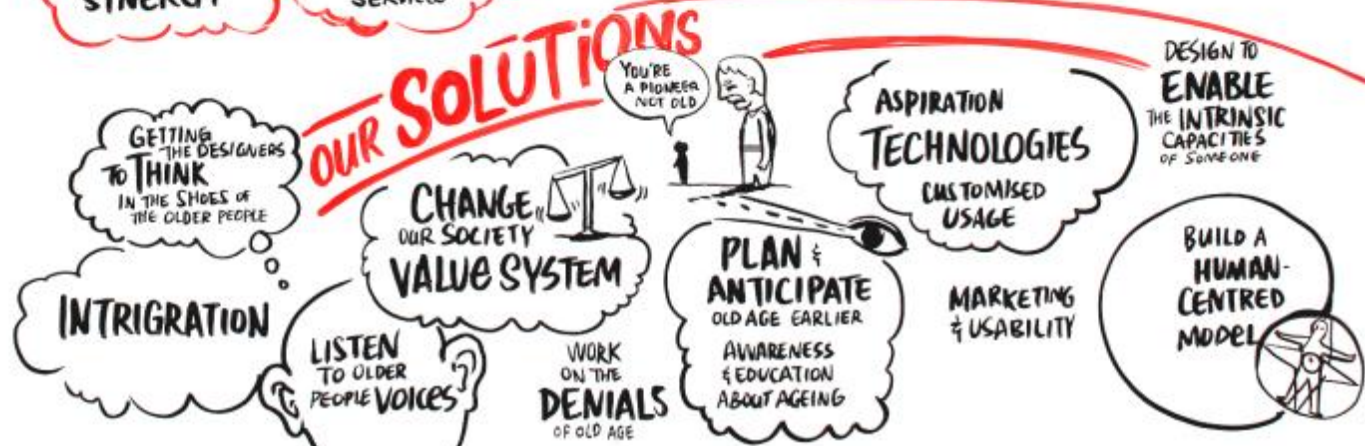 SYNERGY
OUR SOLUTIONS
YOU'RE
A PIONEER
NOT OLD
GETTING
THE DESIGNERS
TO THINK
IN THE SHOES OF
THE OLDER PEOPLE
INTRIGRATION
CHANGE
OUR SOCIETY
VALUE SYSTEM
LISTEN
TO OLDER
PEOPLE VOICES
WORK
ON THE
DENIALS
OF OLD AGE
PLAN &
ANTICIPATE
OLD AGE EARLIER
AWARENESS
& EDUCATION
ABOUT AGEING
ASPIRATION
TECHNOLOGIES
CUSTOMISED
USAGE
MARKETING
& USABILITY
DESIGN TO
ENABLE
THE INTRINSIC
CAPACITIES
OF SOMEONE
BUILD A
HUMAN-
CENTRED
MODEL